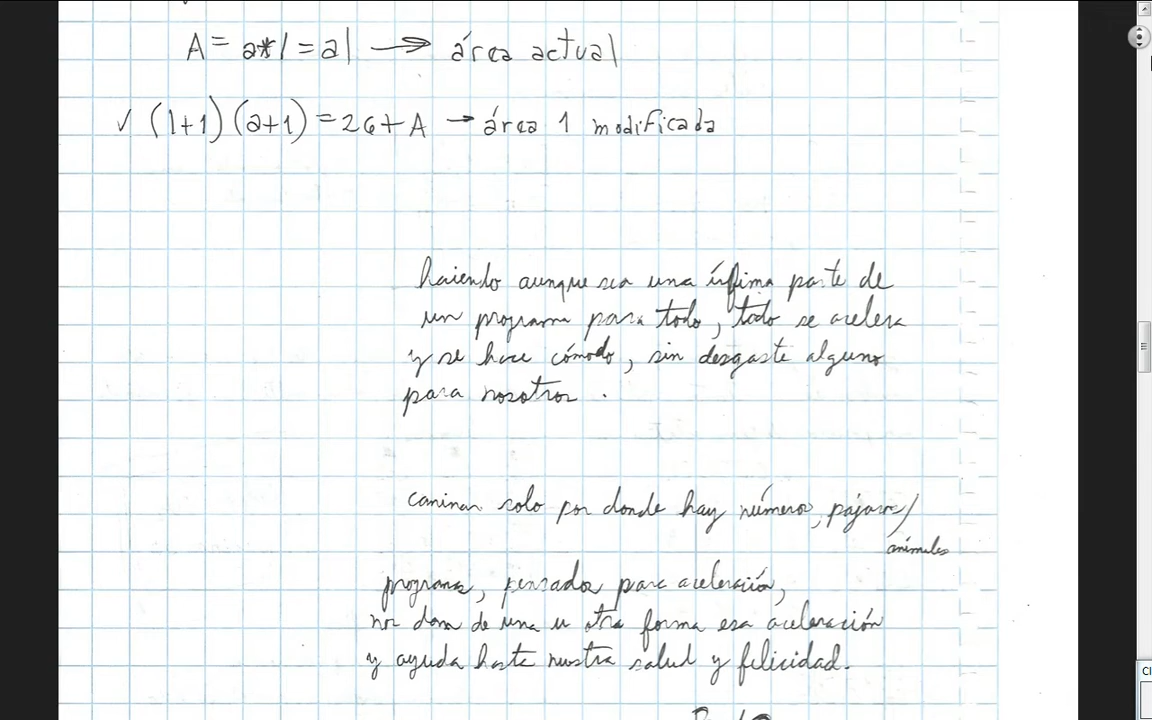 A = a*l = al → área actual
✓ (l+1)(a+1) = 26+A → área 1 modificada
haiendo aunque sea una ínfima parte de
un programa para todo, todo se acelera
y se hace cómodo, sin desgaste alguno
para nosotros.
caminar solo por donde hay números, pájaros/
animales
programas, pensados para aceleración,
nos dan de una u otra forma esa aceleración
y ayuda hasta nuestra salud y felicidad.